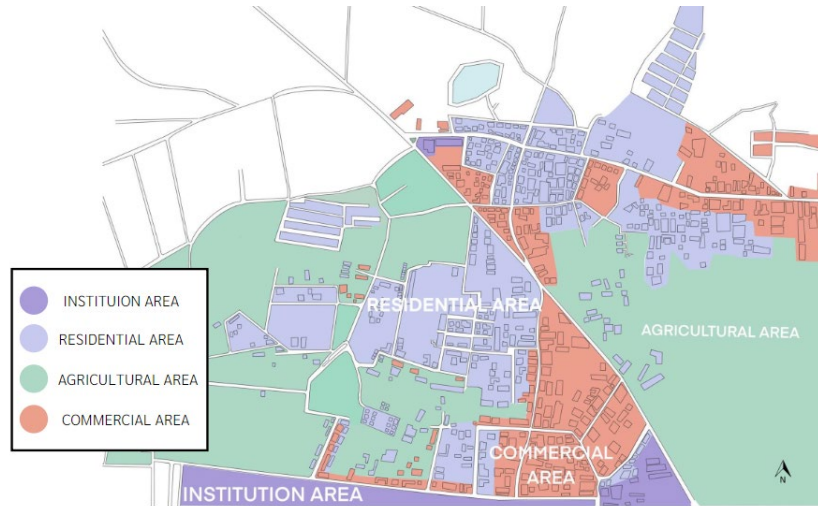 RESIDENTIAL AREA
AGRICULTURAL AREA
INSTITUION AREA
RESIDENTIAL AREA
AGRICULTURAL AREA
COMMERCIAL AREA
COMMERCIAL
AREA
INSTITUTION AREA
N